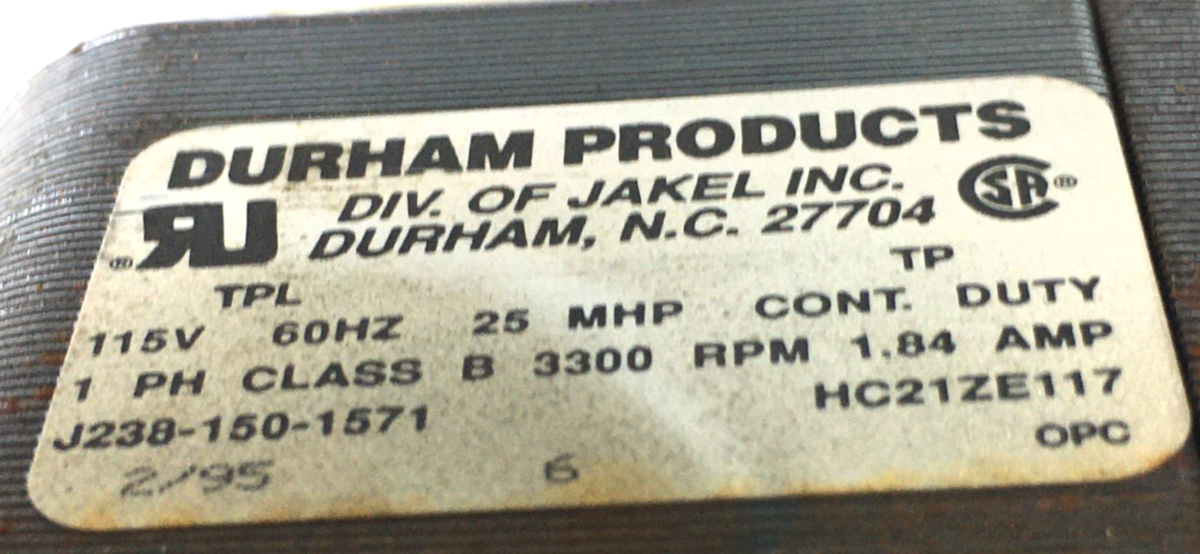 DURHAM PRODUCTS
DIV. OF JAKEL INC.
DURHAM, N.C. 27704
TPL TP
115V 60HZ 25 MHP CONT. DUTY
1 PH CLASS B 3300 RPM 1.84 AMP
J238-150-1571 HC21ZE117
OPC
2/95 6